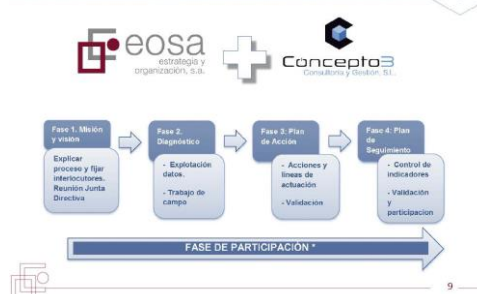 eosa
estrategia y
organización, s.a.
Concepto3
Consultoría y Gestión, S.L.
Fase 1. Misión
y visión
Explicar
proceso y fijar
interlocutores.
Reunión Junta
Directiva
Fase 2.
Diagnóstico
- Explotación
datos.
- Trabajo de
campo
Fase 3: Plan
de Acción
- Acciones y
líneas de
actuación
- Validación
Fase 4: Plan
de
Seguimiento
- Control de
indicadores
- Validación
y
participacion
FASE DE PARTICIPACIÓN *
9